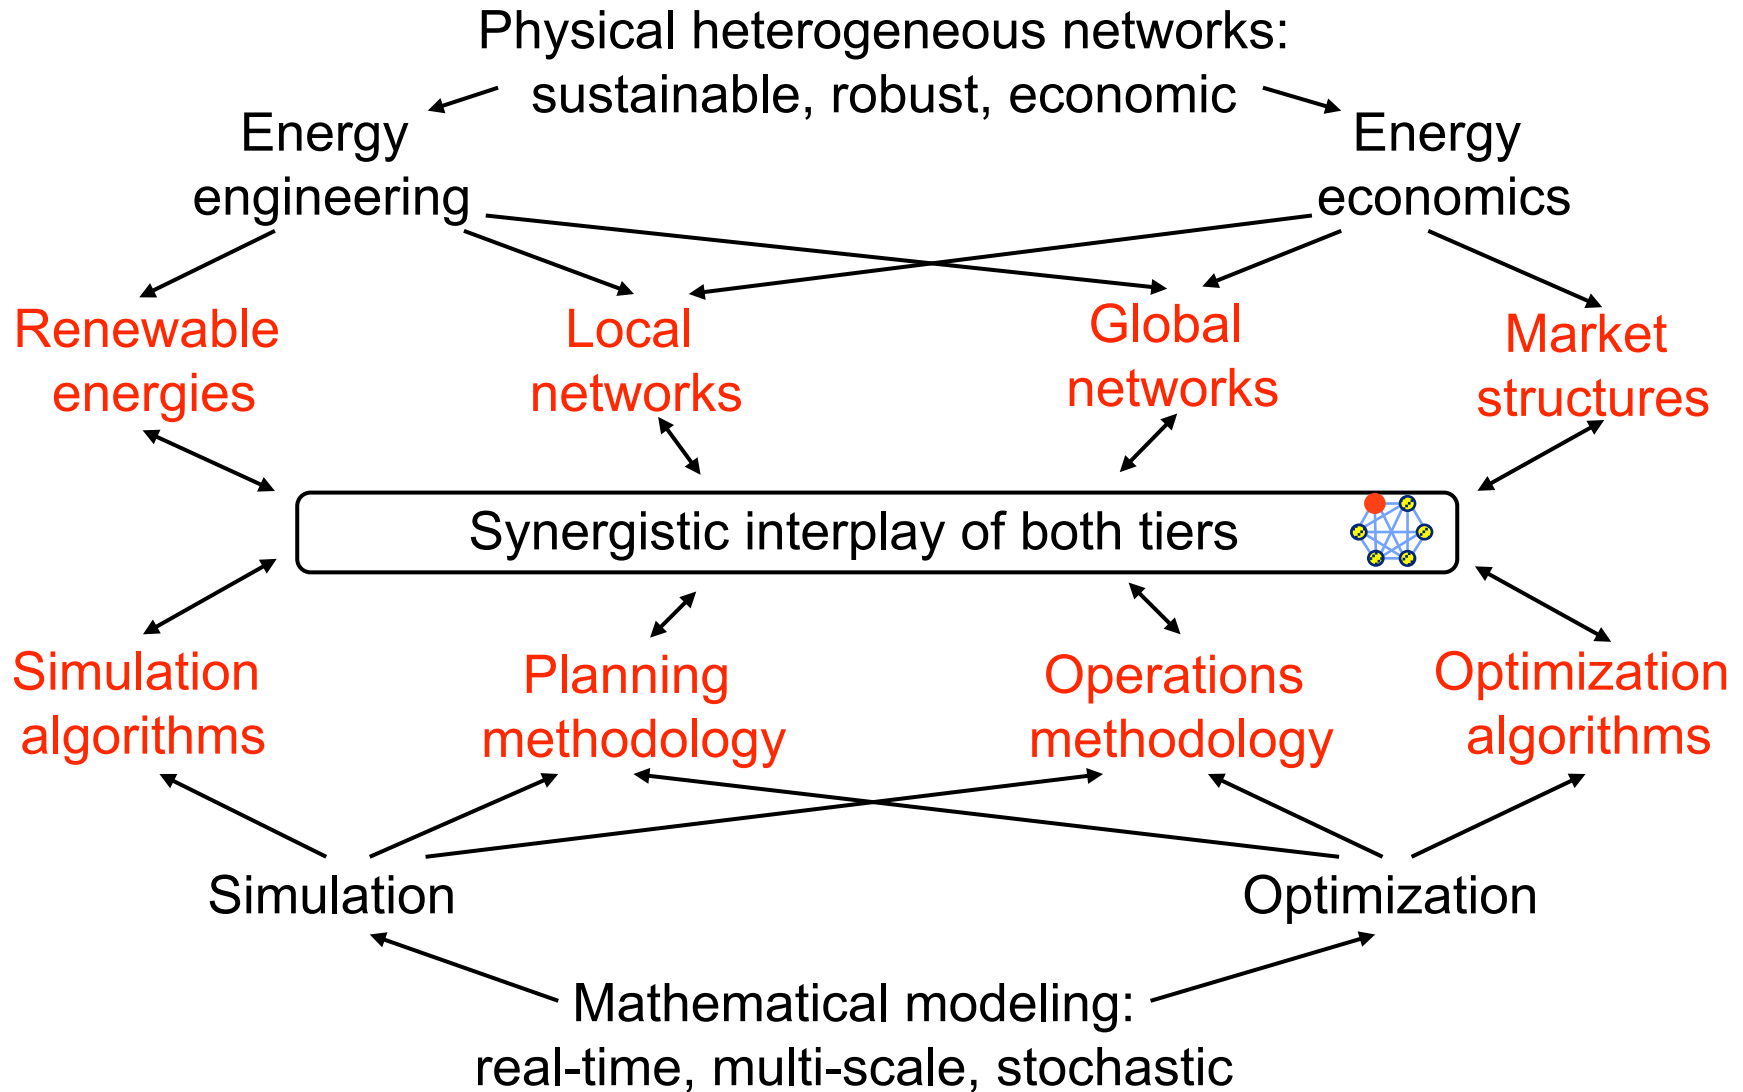 Physical heterogeneous networks:
sustainable, robust, economic
Energy
engineering
Energy
economics
Renewable
energies
Local
networks
Global
networks
Market
structures
Synergistic interplay of both tiers
Simulation
algorithms
Planning
methodology
Operations
methodology
Optimization
algorithms
Simulation
Optimization
Mathematical modeling:
real-time, multi-scale, stochastic